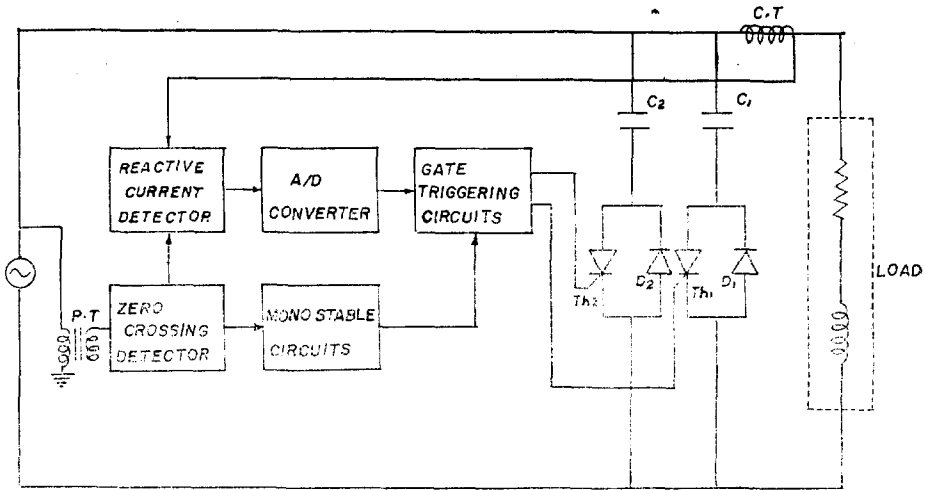 C.T
C2
C1
REACTIVE
CURRENT
DETECTOR
A/D
CONVERTER
GATE
TRIGGERING
CIRCUITS
Th2
D2
Th1
D1
LOAD
P.T
ZERO
CROSSING
DETECTOR
MONO STABLE
CIRCUITS